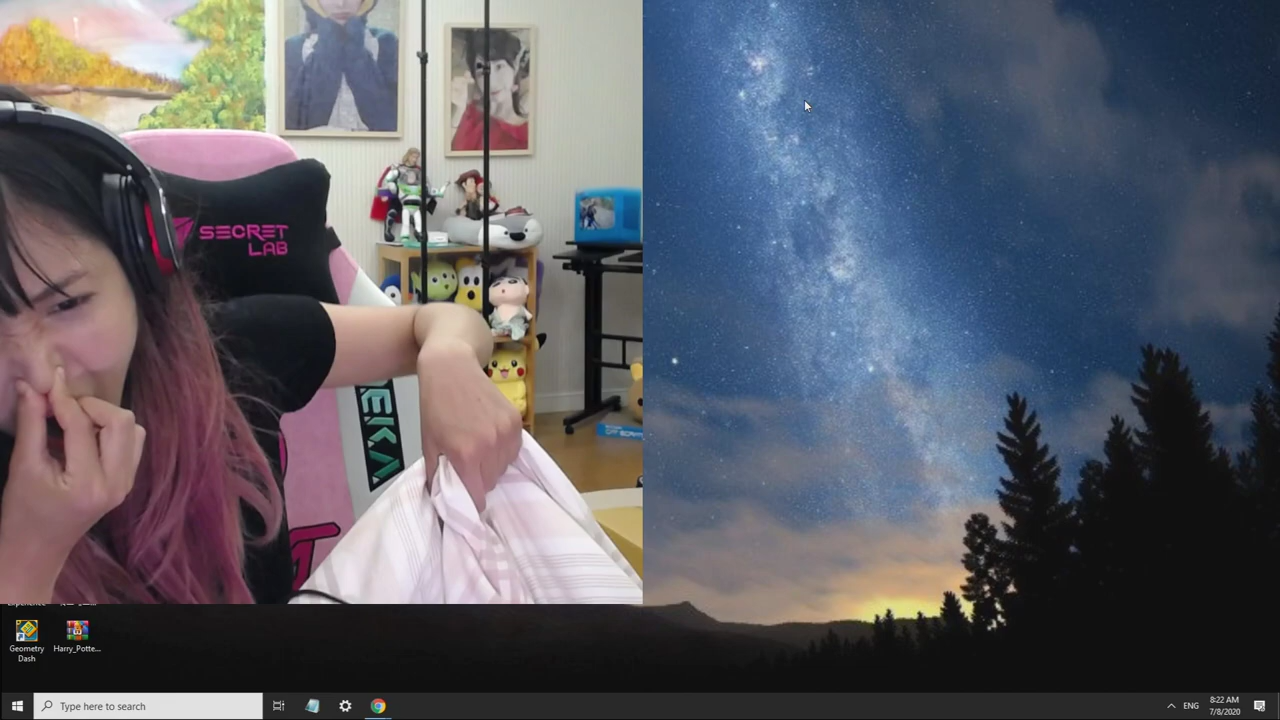 SECRET
LAB
EKA
Geometry
Dash
Harry_Potte...
Type here to search
ENG
8:22 AM
7/8/2020